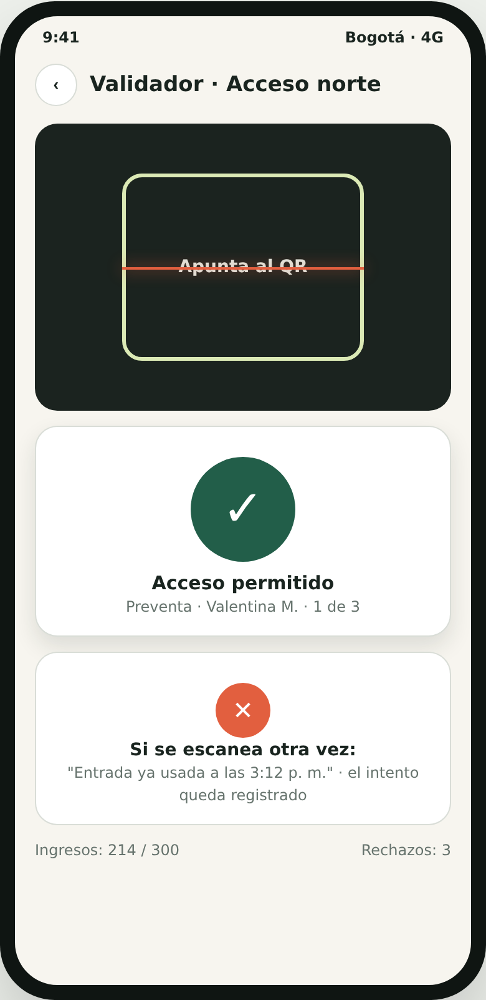 9:41
Bogotá · 4G
‹
Validador · Acceso norte
Apunta al QR
✓
Acceso permitido
Preventa · Valentina M. · 1 de 3
✕
Si se escanea otra vez:
"Entrada ya usada a las 3:12 p. m." · el intento
queda registrado
Ingresos: 214 / 300
Rechazos: 3